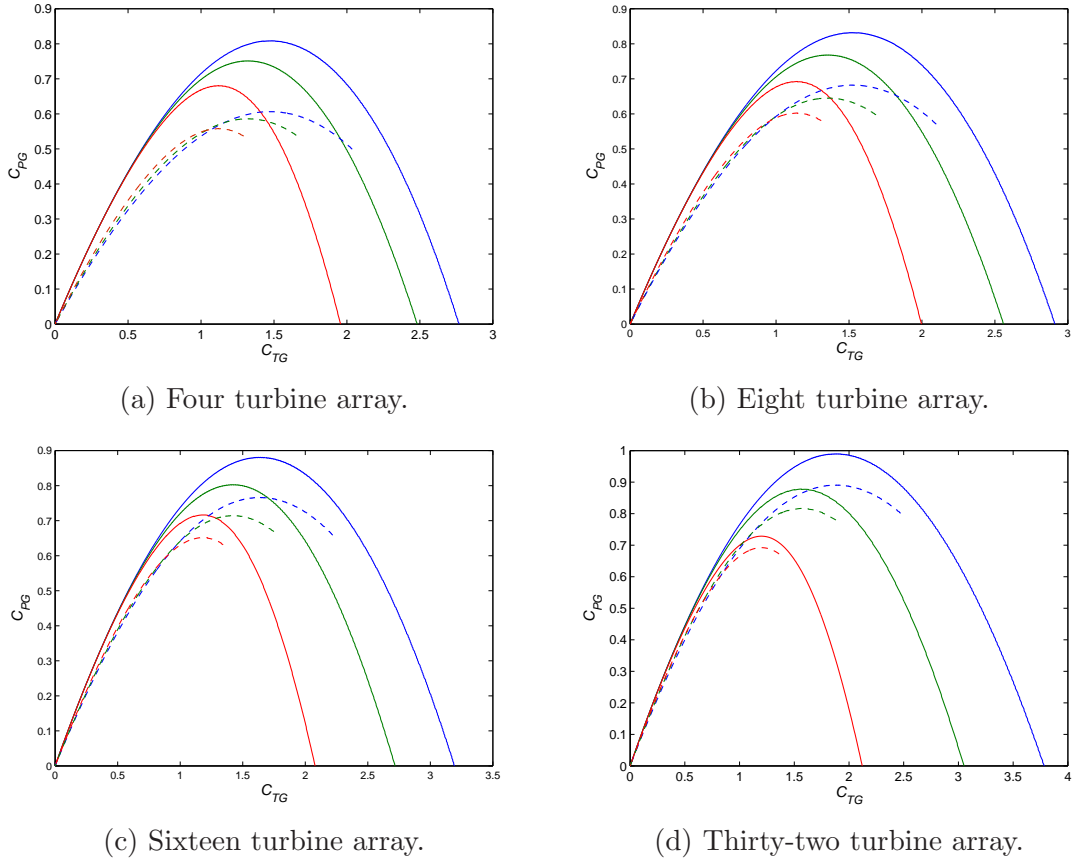 0.9
0.8
0.7
0.6
0.5
0.4
0.3
0.2
0.1
0
C_PG
0 0.5 1 1.5 2 2.5 3
C_TG
(a) Four turbine array.
0.9
0.8
0.7
0.6
0.5
0.4
0.3
0.2
0.1
0
C_PG
0 0.5 1 1.5 2 2.5 3
C_TG
(b) Eight turbine array.
0.9
0.8
0.7
0.6
0.5
0.4
0.3
0.2
0.1
0
C_PG
0 0.5 1 1.5 2 2.5 3 3.5
C_TG
(c) Sixteen turbine array.
1
0.9
0.8
0.7
0.6
0.5
0.4
0.3
0.2
0.1
0
C_PG
0 0.5 1 1.5 2 2.5 3 3.5 4
C_TG
(d) Thirty-two turbine array.